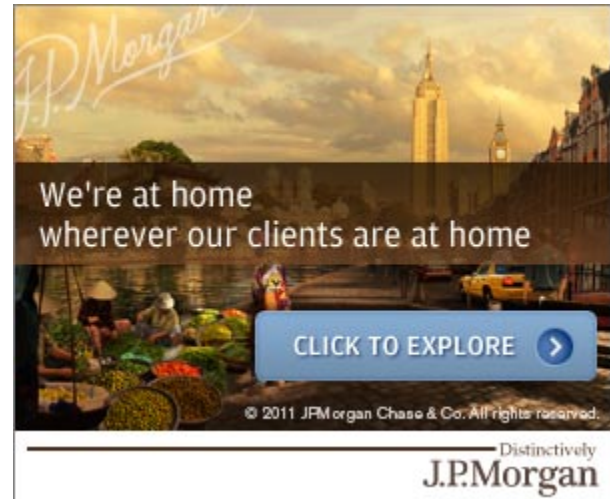 J.P. Morgan
We're at home
wherever our clients are at home
CLICK TO EXPLORE
© 2011 JPMorgan Chase & Co. All rights reserved.
Distinctively
J.P.Morgan